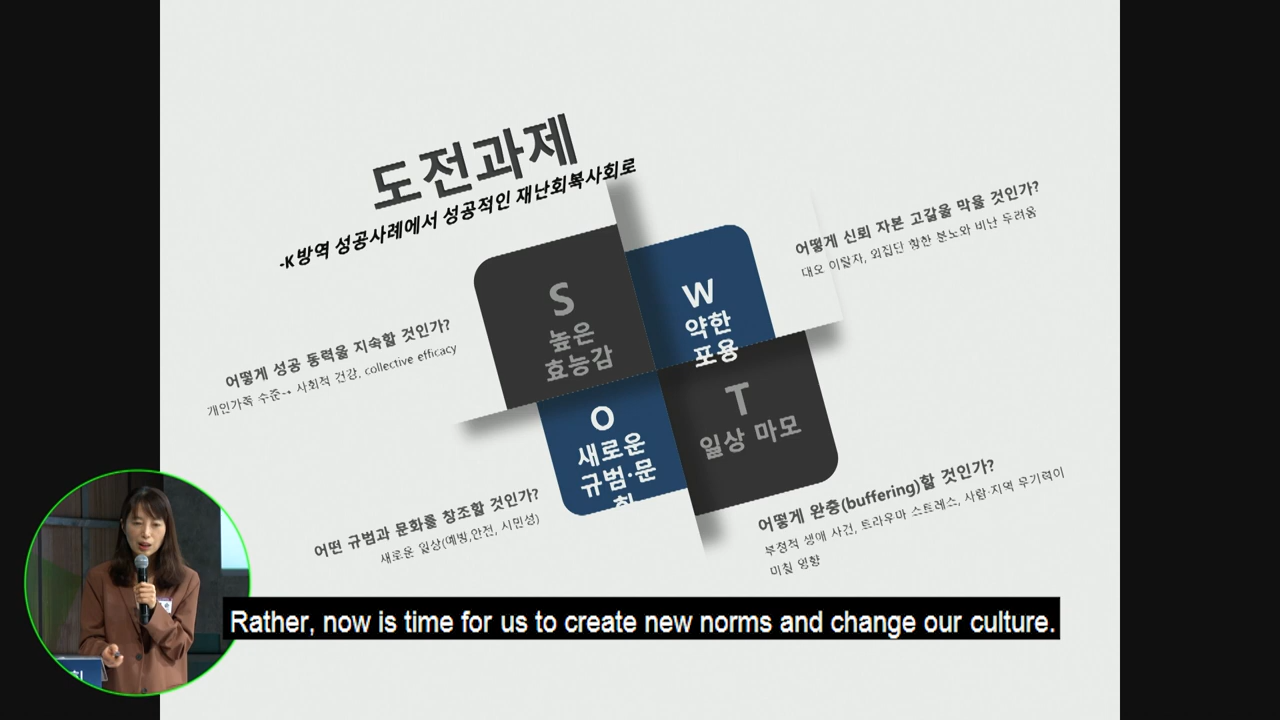 도전과제
-K방역 성공사례에서 성공적인 재난회복사회로
S
높은
효능감
W
약한
포용
O
새로운
규범·문
화
T
일상 마모
어떻게 성공 동력을 지속할 것인가?
개인가족 수준-→ 사회적 건강, collective efficacy
어떻게 신뢰 자본 고갈을 막을 것인가?
대오 이탈자, 외집단 향한 분노와 비난 두려움
어떤 규범과 문화를 창조할 것인가?
새로운 일상(예방,안전, 시민성)
어떻게 완충(buffering)할 것인가?
부정적 생애 사건, 트라우마 스트레스, 사람·지역 무기력이
미칠 영향
Rather, now is time for us to create new norms and change our culture.